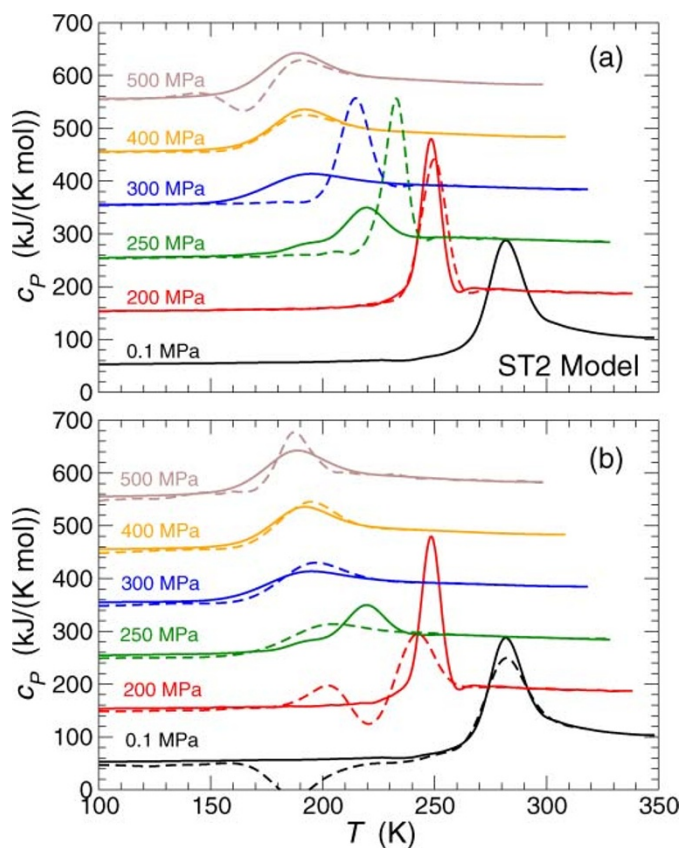 700
600
500
400
300
200
100
0
c_P (kJ/(K mol))
(a)
500 MPa
400 MPa
300 MPa
250 MPa
200 MPa
0.1 MPa
ST2 Model
700
600
500
400
300
200
100
0
c_P (kJ/(K mol))
(b)
500 MPa
400 MPa
300 MPa
250 MPa
200 MPa
0.1 MPa
100 150 200 250 300 350
T (K)